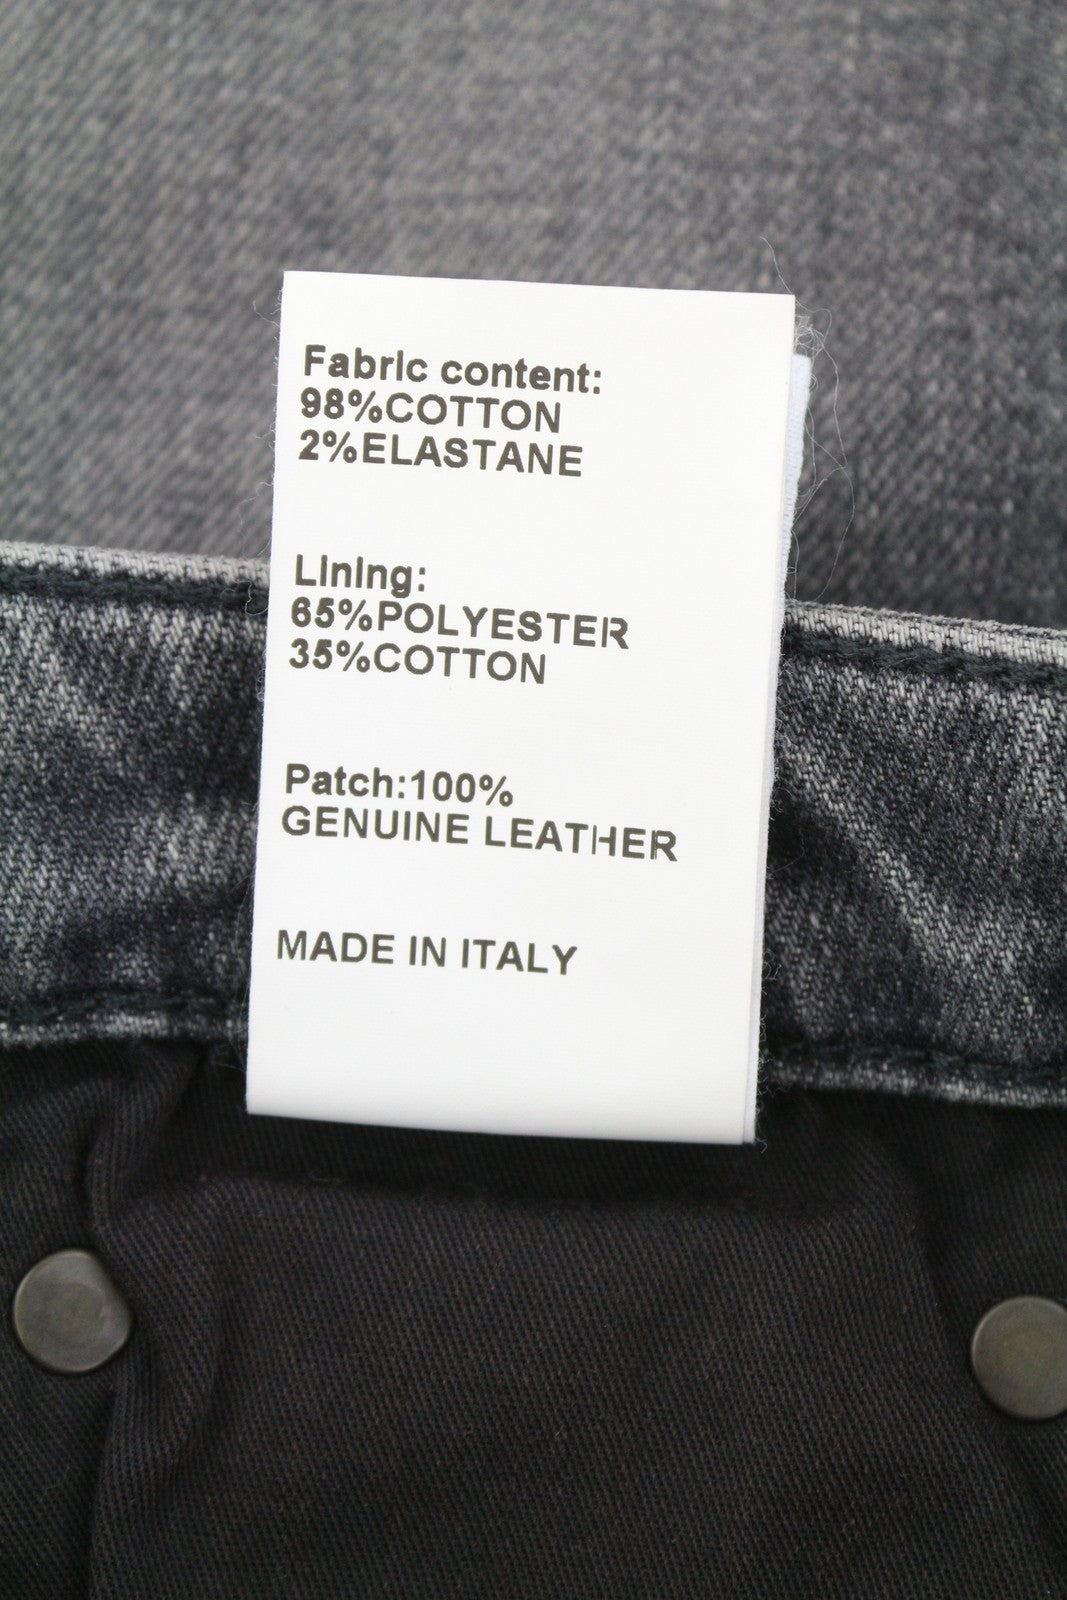 Fabric content:
98%COTTON
2%ELASTANE
Lining:
65%POLYESTER
35%COTTON
Patch:100%
GENUINE LEATHER
MADE IN ITALY